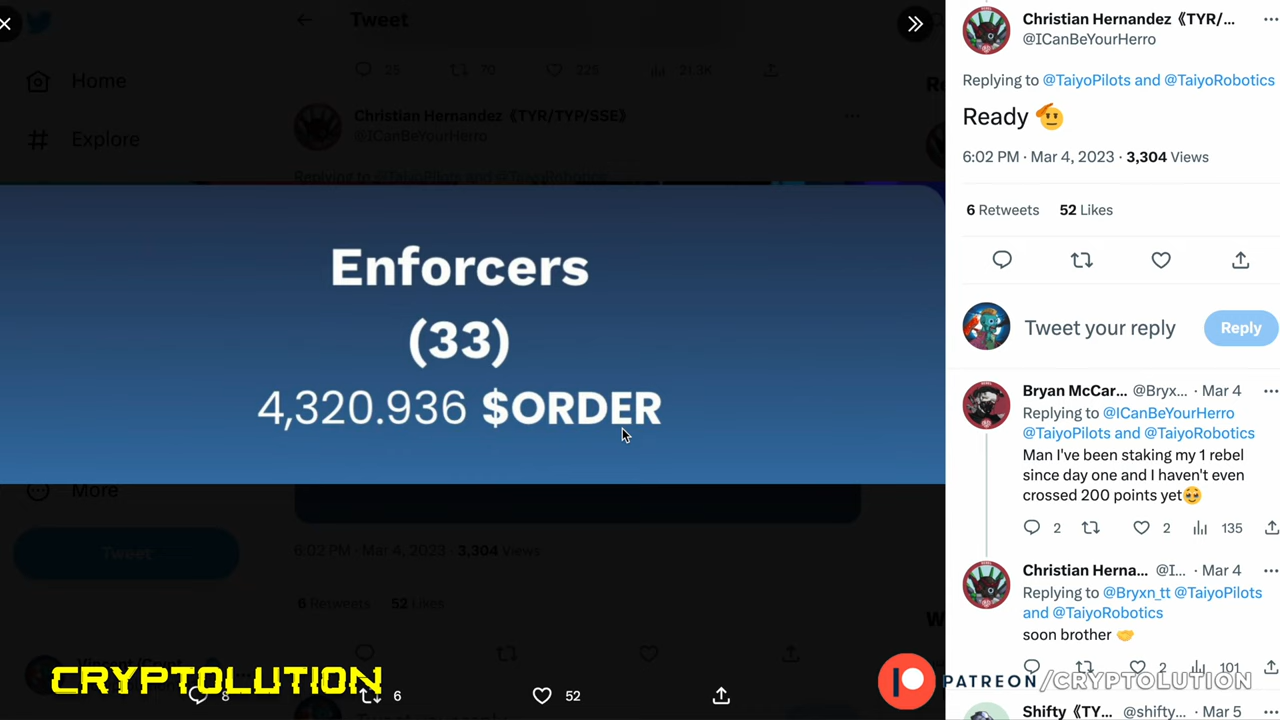 Tweet
Home
Explore
25
70
225
21.3K
Christian Hernandez《TYR/TYP/SSE》
@ICanBeYourHerro
Replying to @TaiyoPilots and @TaiyoRobotics
Enforcers
(33)
4,320.936 $ORDER
More
Tweet
6:02 PM · Mar 4, 2023 · 3,304 Views
6 Retweets 52 Likes
CRYPTOLUTION
8
6
52
Christian Hernandez《TYR/...
@ICanBeYourHerro
Replying to @TaiyoPilots and @TaiyoRobotics
Ready
6:02 PM · Mar 4, 2023 · 3,304 Views
6 Retweets 52 Likes
Tweet your reply
Reply
Bryan McCar... @Bryx... · Mar 4
Replying to @ICanBeYourHerro
@TaiyoPilots and @TaiyoRobotics
Man I've been staking my 1 rebel
since day one and I haven't even
crossed 200 points yet
2
2
135
Christian Herna... @I... · Mar 4
Replying to @Bryxn_tt @TaiyoPilots
and @TaiyoRobotics
soon brother
2
101
PATREON/CRYPTOLUTION
Shifty《TY... @shifty... · Mar 5